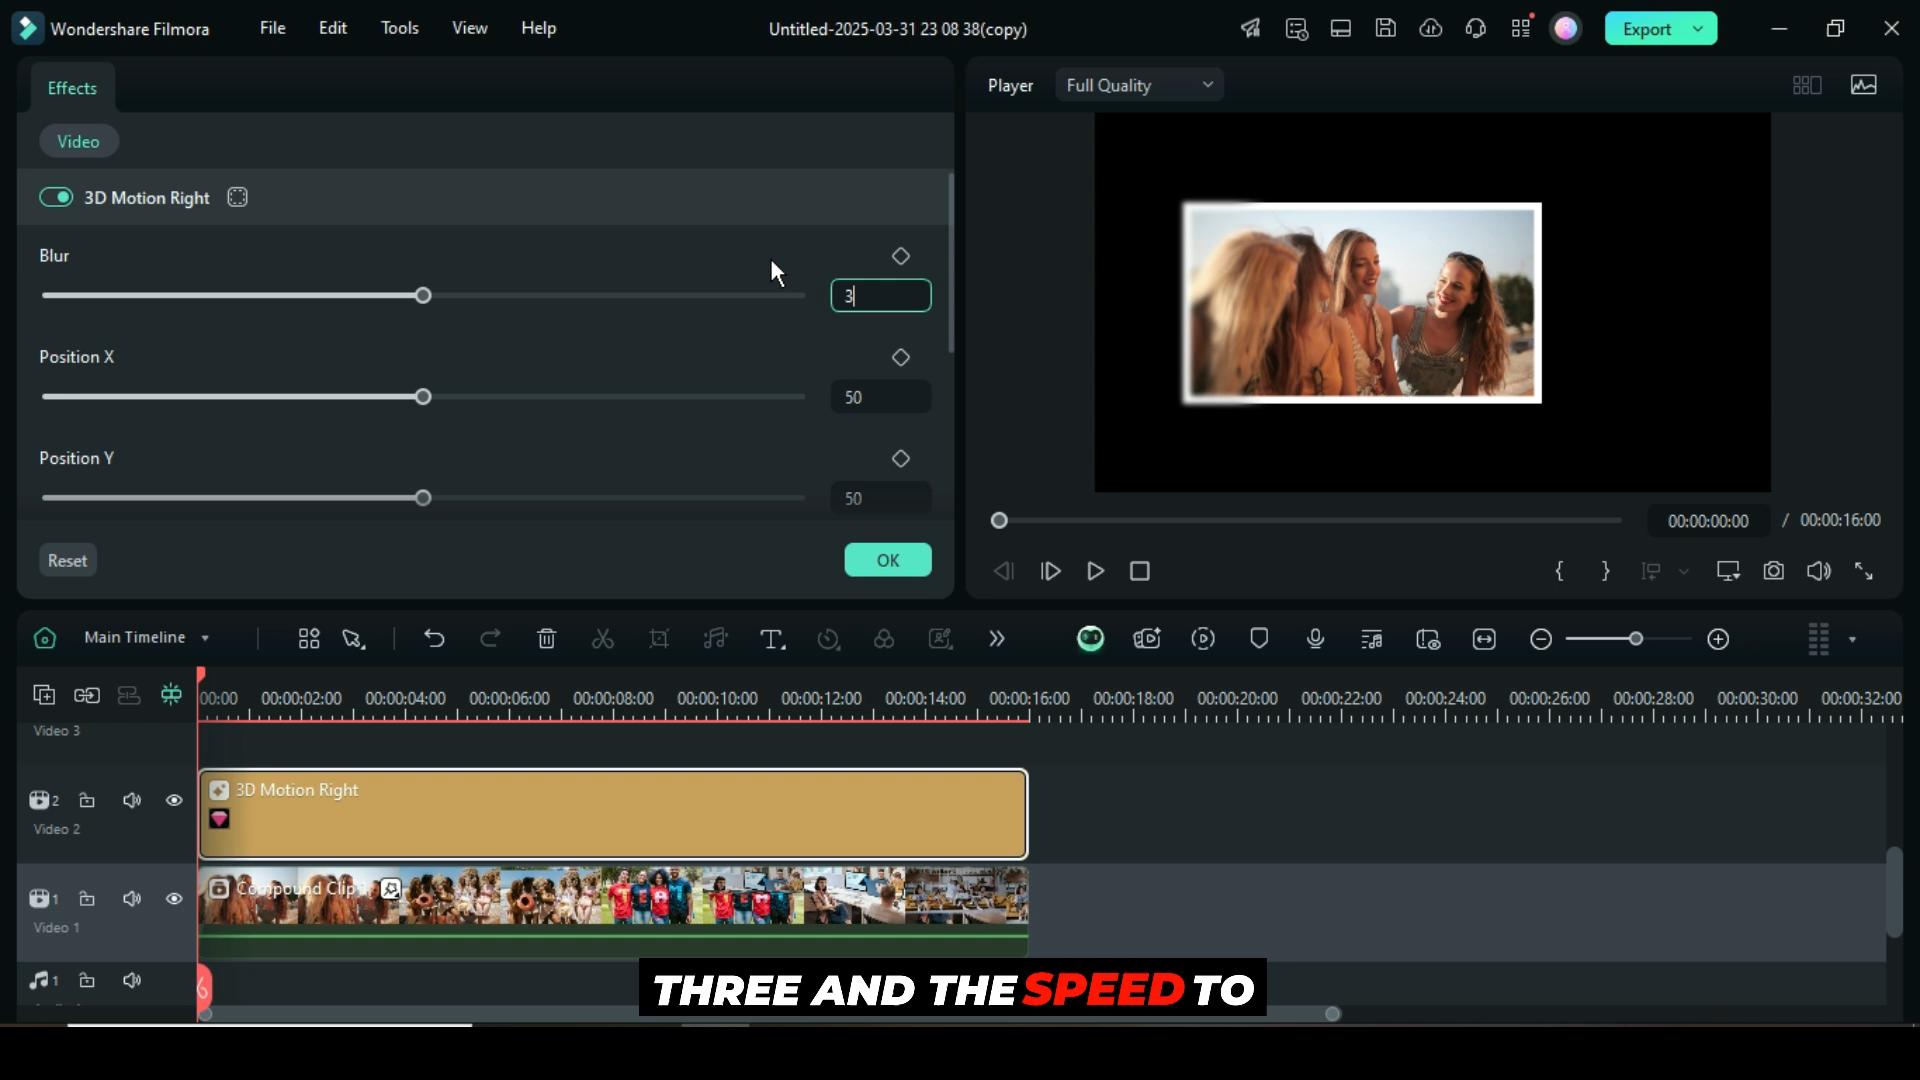 Wondershare Filmora
File
Edit
Tools
View
Help
Untitled-2025-03-31 23 08 38(copy)
Export
Effects
Video
3D Motion Right
Blur
3
Position X
50
Position Y
50
Reset
OK
Player
Full Quality
00:00:00:00 / 00:00:16:00
{ }
Main Timeline
00:00 00:00:02:00 00:00:04:00 00:00:06:00 00:00:08:00 00:00:10:00 00:00:12:00 00:00:14:00 00:00:16:00 00:00:18:00 00:00:20:00 00:00:22:00 00:00:24:00 00:00:26:00 00:00:28:00 00:00:30:00 00:00:32:00
Video 3
3D Motion Right
2
Video 2
Compound Clip
1
Video 1
1
THREE AND THE SPEED TO